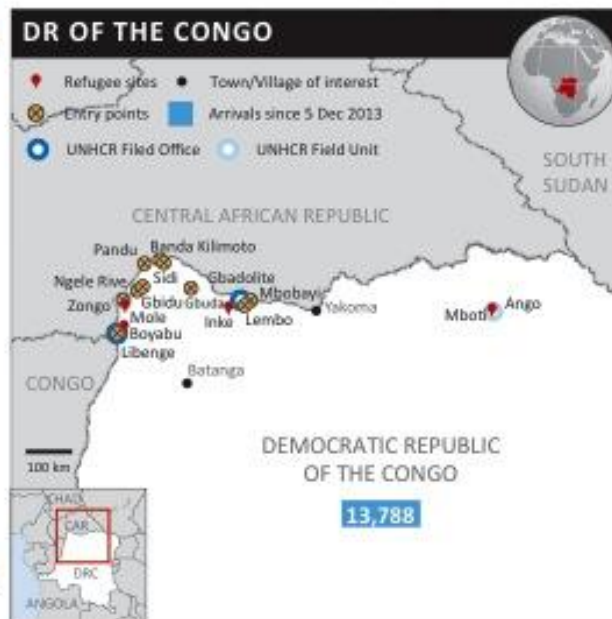 DR OF THE CONGO
Refugee sites
Town/Village of interest
Entry points
Arrivals since 5 Dec 2013
UNHCR Filed Office
UNHCR Field Unit
SOUTH
SUDAN
CENTRAL AFRICAN REPUBLIC
Pandu
Banda Kilimoto
Ngele Rive
Sidi
Gbadolite
Zongo
Gbidu
Gbuda
Mbobayi
Mole
Inke
Lembo
Yakoma
Mboti
Ango
Boyabu
Libenge
CONGO
Batanga
100 km
DEMOCRATIC REPUBLIC
OF THE CONGO
13,788
CHAD
CAR
DRC
ANGOLA